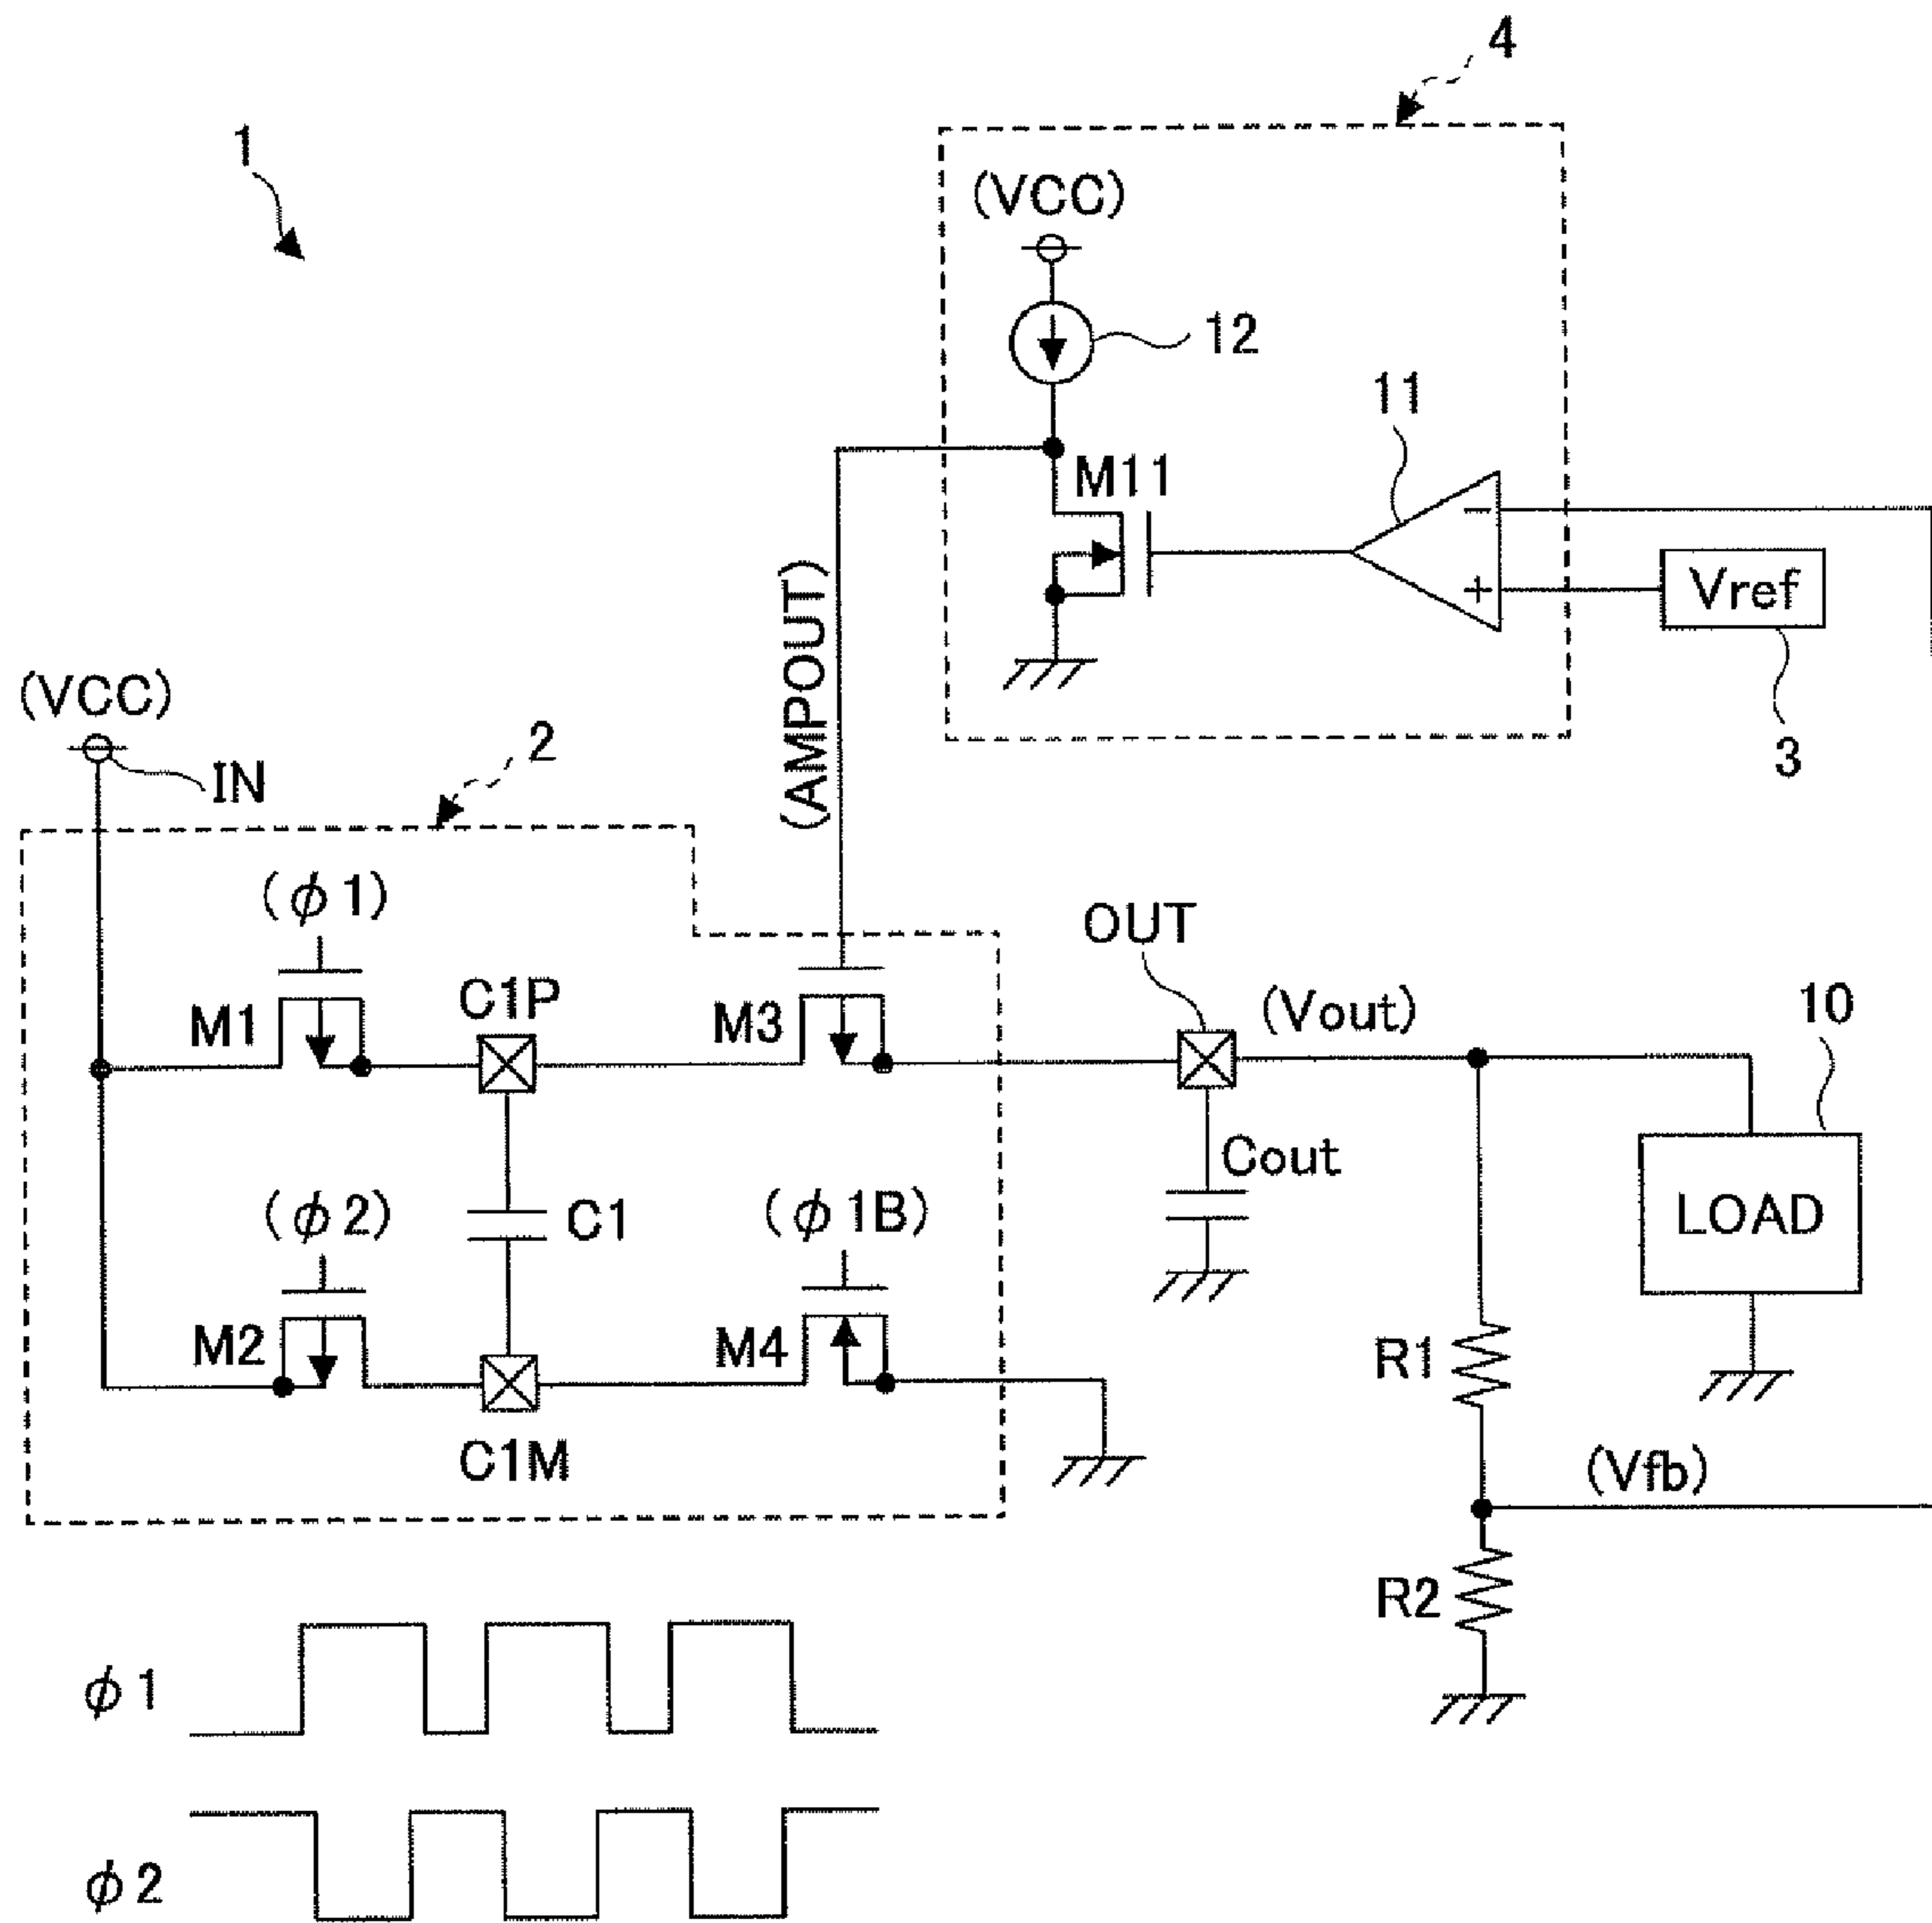 4
1
(VCC)
12
11
M11
−
+
Vref
3
(AMPOUT)
(VCC)
IN
2
(ϕ1)
M1
C1P
M3
OUT
(Vout)
10
Cout
LOAD
(ϕ2)
C1
(ϕ1B)
M2
M4
C1M
R1
(Vfb)
R2
ϕ1
ϕ2